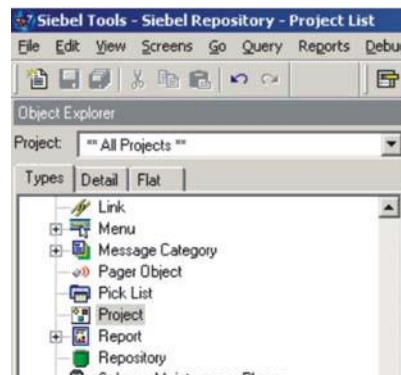 Siebel Tools - Siebel Repository - Project List
File Edit View Screens Go Query Reports
Object Explorer
Project: ** All Projects **
Types Detail Flat
Link
Menu
Message Category
Pager Object
Pick List
Project
Report
Repository